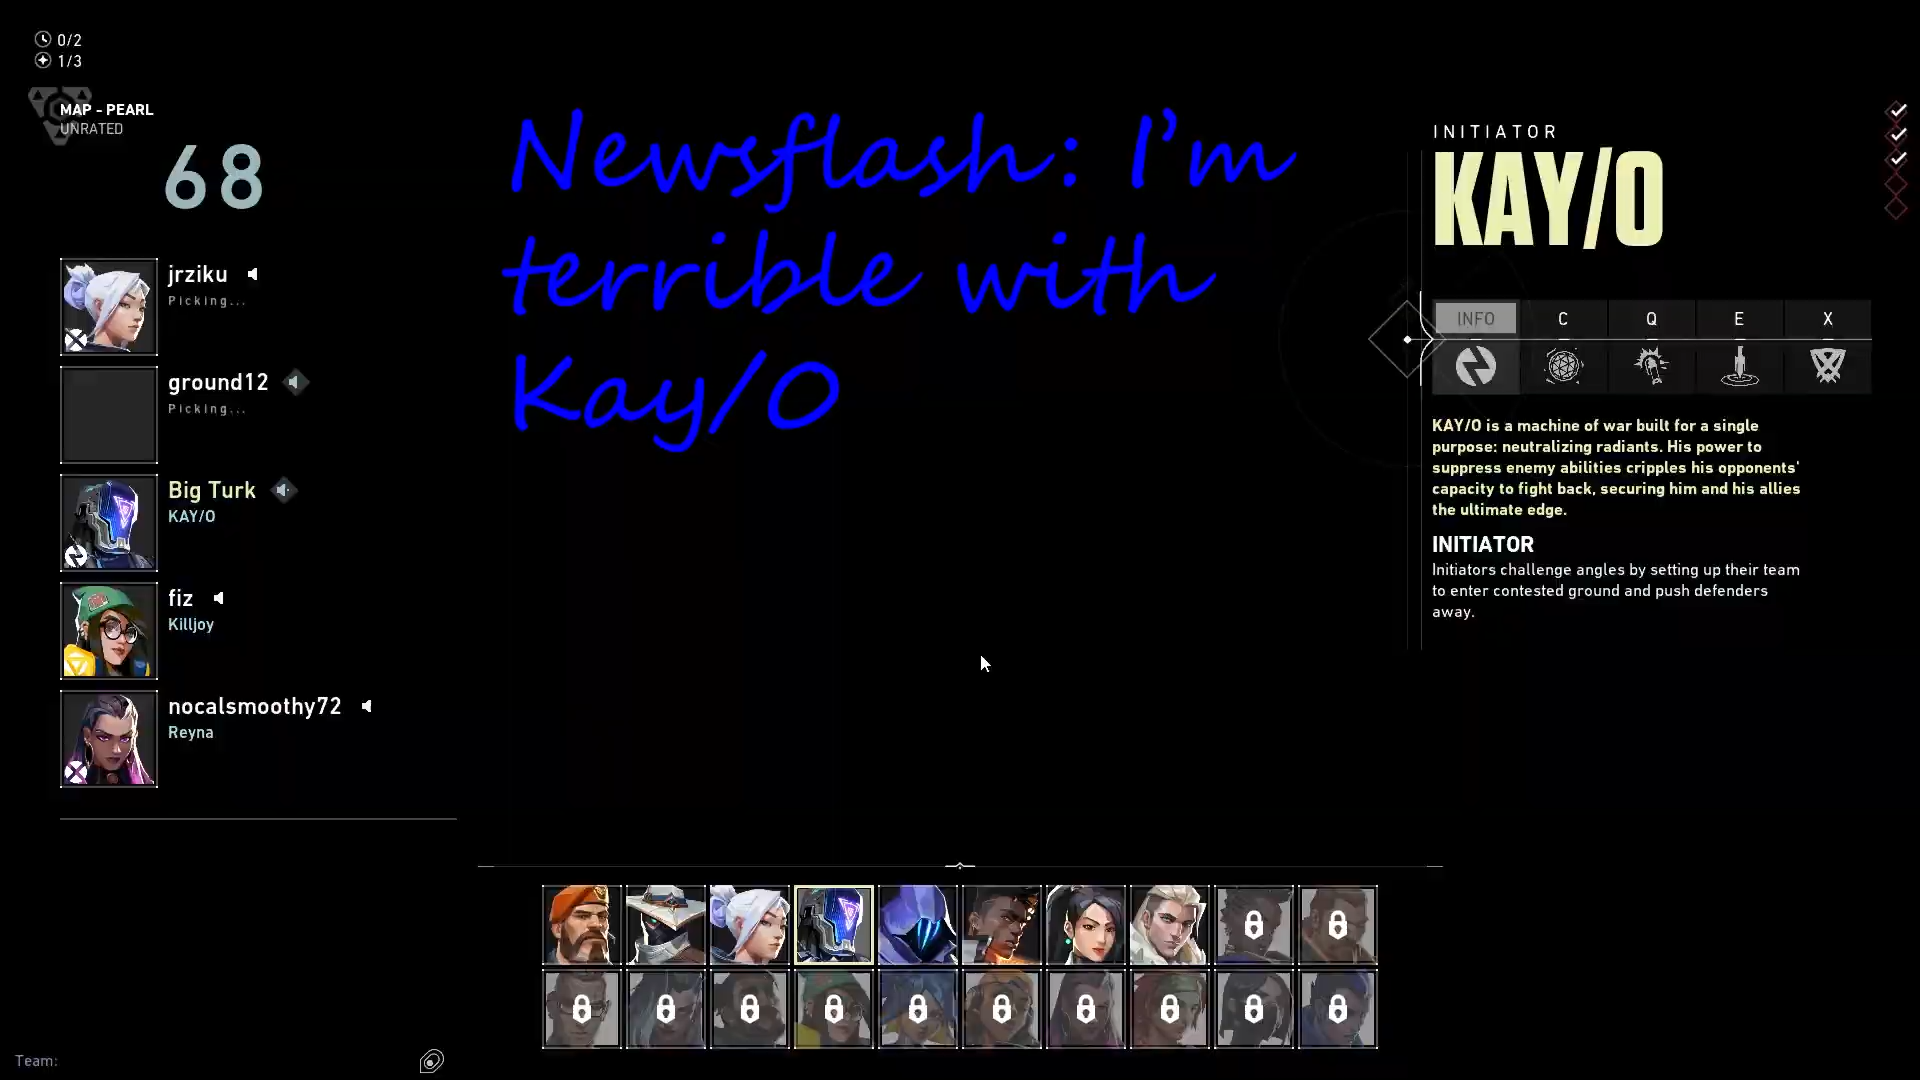 0/2
1/3
MAP - PEARL
UNRATED
68
jrziku
Picking...
ground12
Picking...
Big Turk
KAY/O
fiz
Killjoy
nocalsmoothy72
Reyna
Team:
Newsflash: I'm
terrible with
Kay/O
INITIATOR
KAY/O
INFO C Q E X
KAY/O is a machine of war built for a single
purpose: neutralizing radiants. His power to
suppress enemy abilities cripples his opponents'
capacity to fight back, securing him and his allies
the ultimate edge.
INITIATOR
Initiators challenge angles by setting up their team
to enter contested ground and push defenders
away.